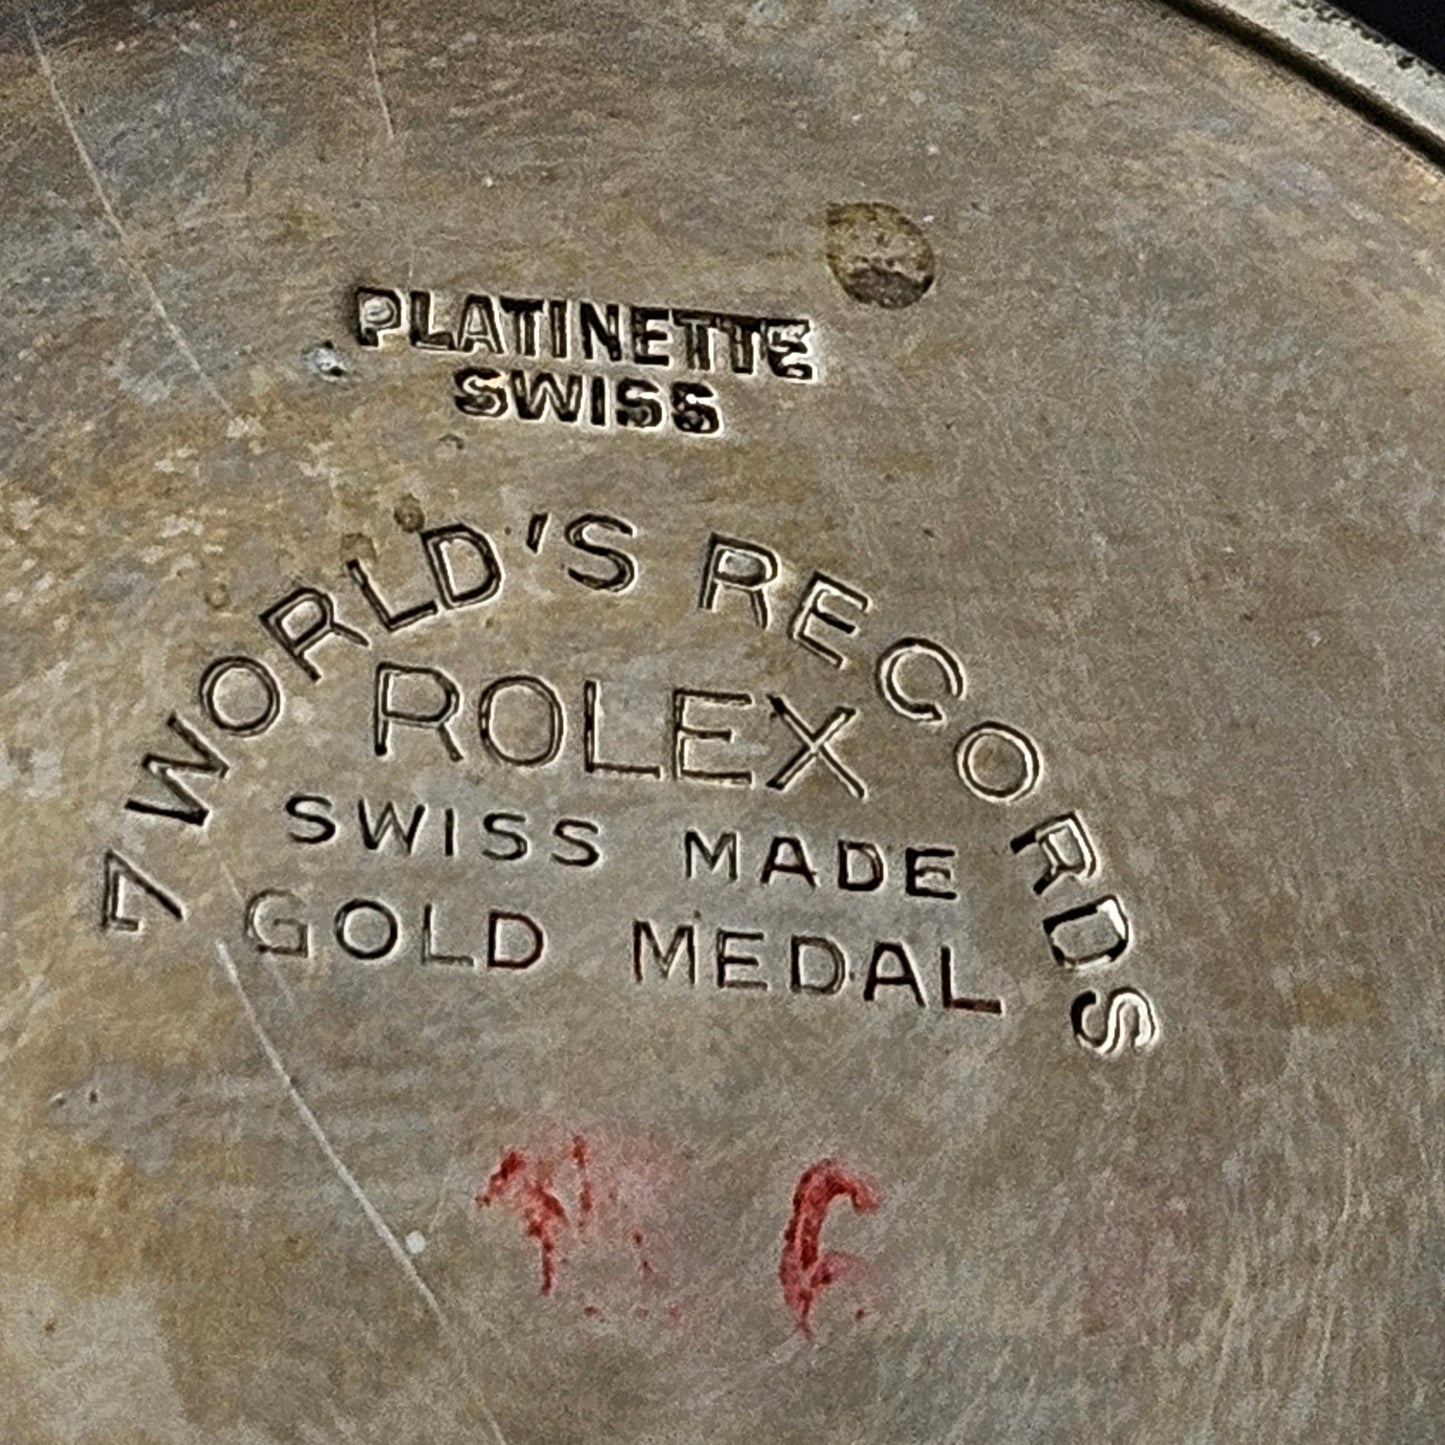 PLATINETTE
SWISS
7 WORLD'S RECORDS
ROLEX
SWISS MADE
GOLD MEDAL